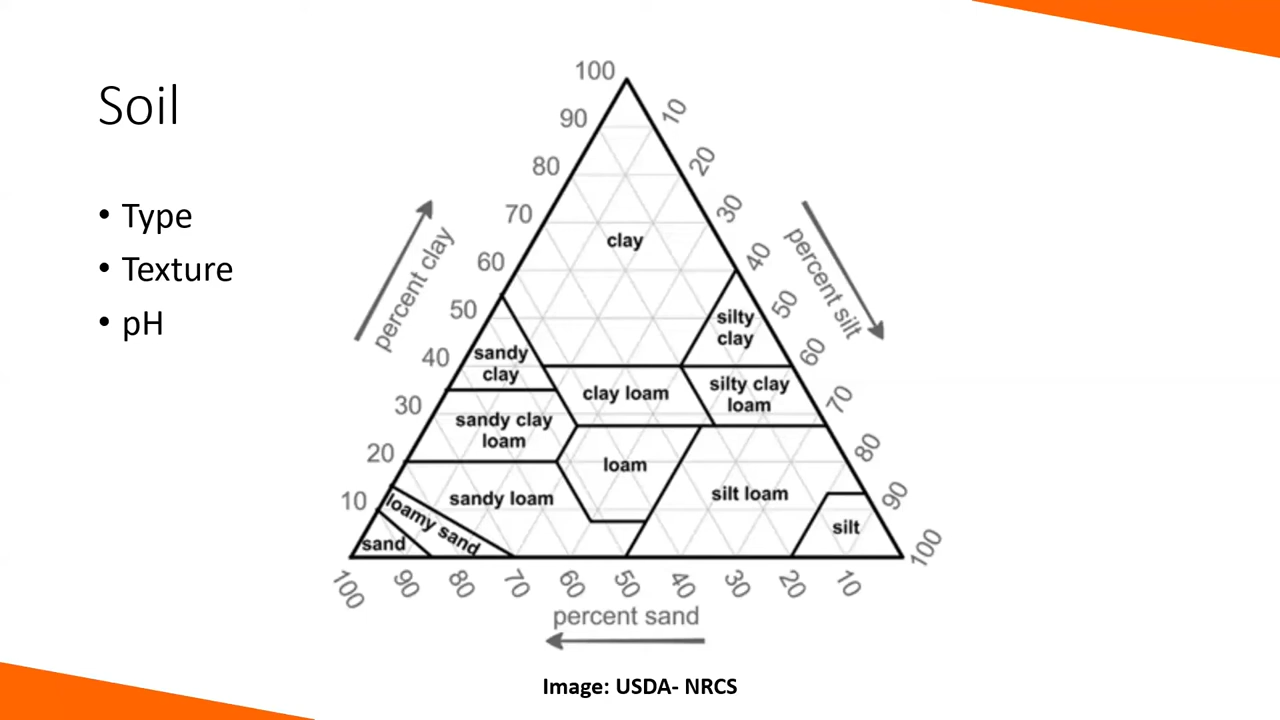 Soil
• Type
• Texture
• pH
100
90
80
70
60
50
40
30
20
10
percent clay
10
20
30
40
50
60
70
80
90
100
percent silt
clay
silty
clay
sandy
clay
clay loam
silty clay
loam
sandy clay
loam
loam
sandy loam
silt loam
loamy sand
silt
sand
100
90
80
70
60
50
40
30
20
10
percent sand
Image: USDA- NRCS